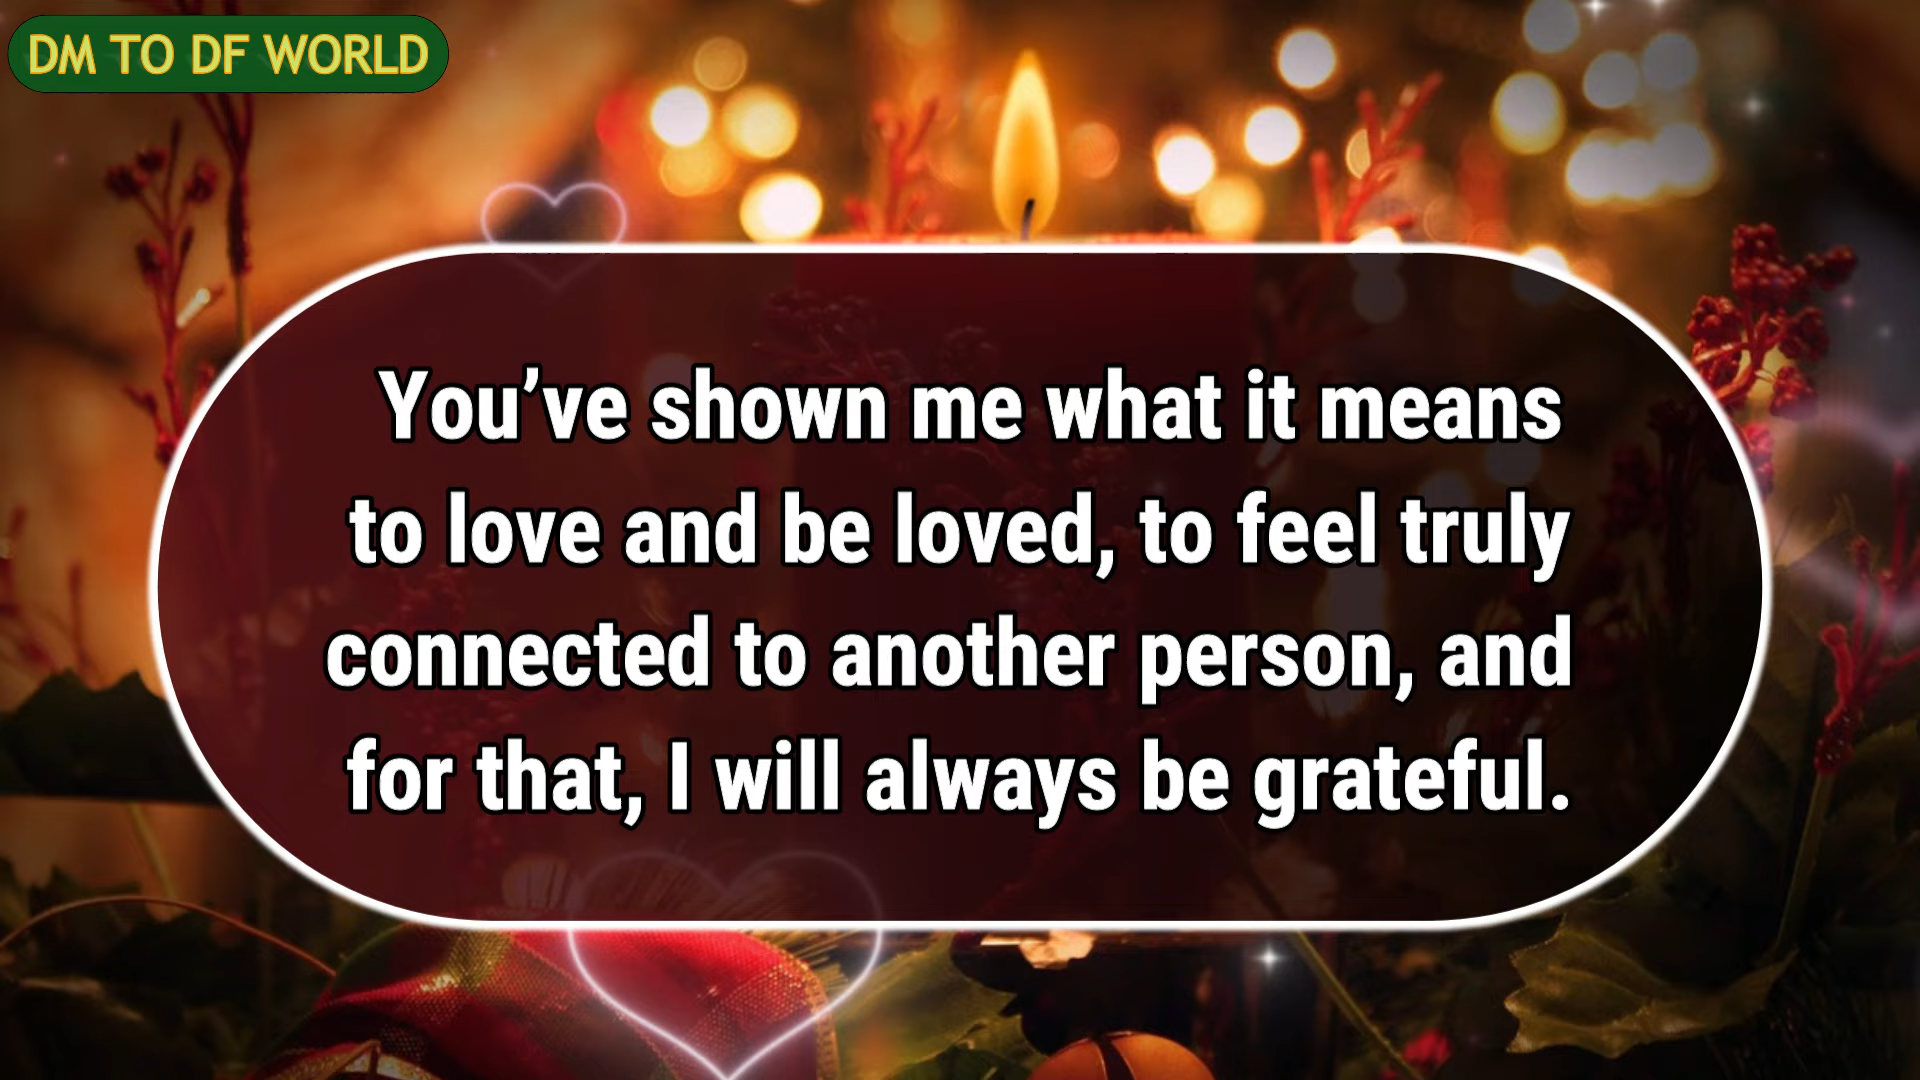 DM TO DF WORLD
You’ve shown me what it means
to love and be loved, to feel truly
connected to another person, and
for that, I will always be grateful.